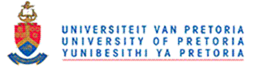 UNIVERSITEIT VAN PRETORIA
UNIVERSITY OF PRETORIA
YUNIBESITHI YA PRETORIA